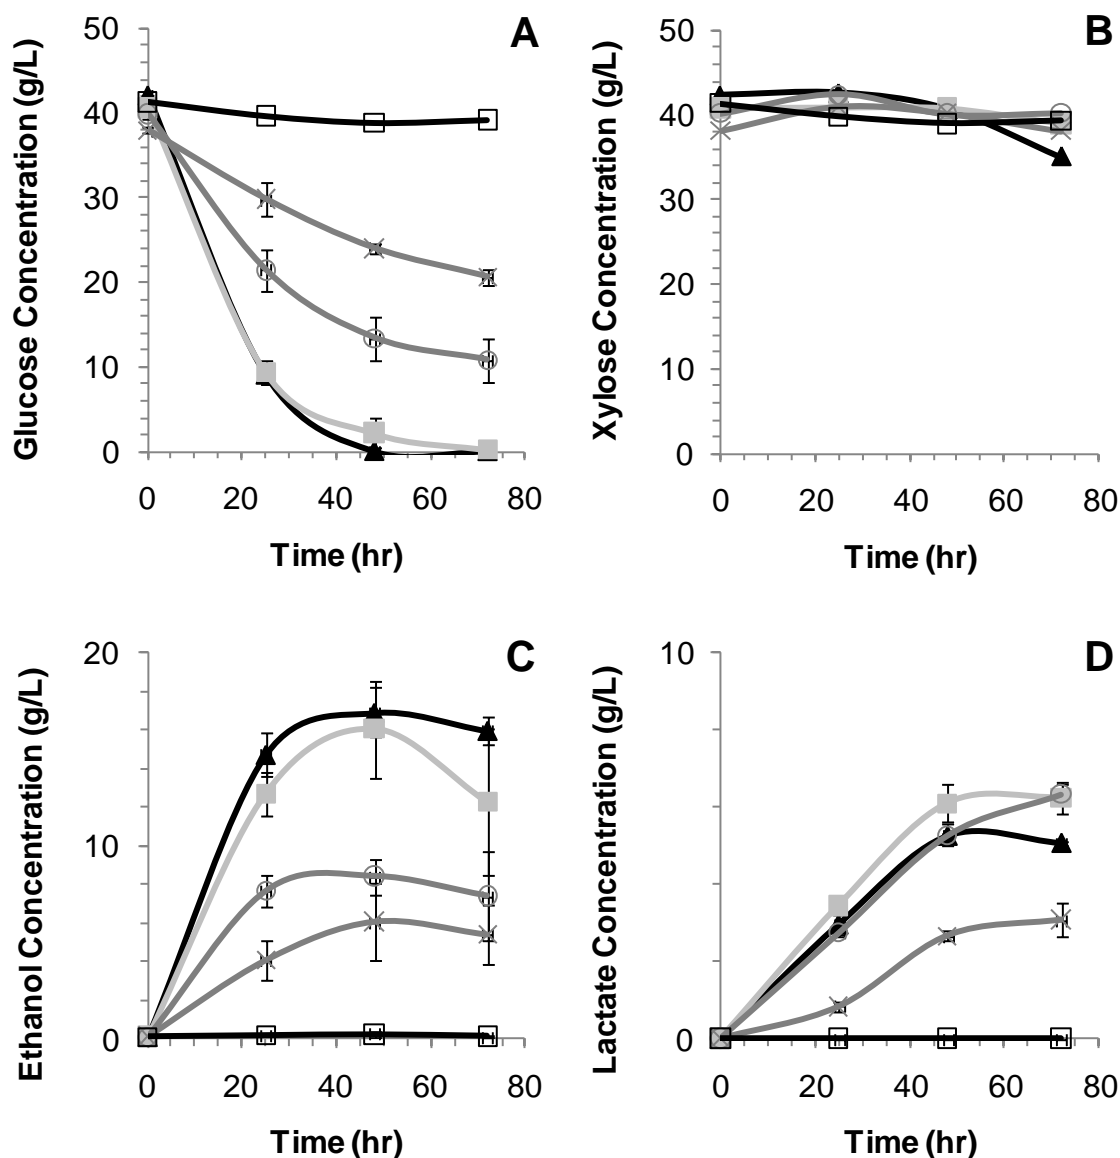 A
Glucose Concentration (g/L)
50
40
30
20
10
0
0 20 40 60 80
Time (hr)
B
Xylose Concentration (g/L)
50
40
30
20
10
0
0 20 40 60 80
Time (hr)
C
Ethanol Concentration (g/L)
20
10
0
0 20 40 60 80
Time (hr)
D
Lactate Concentration (g/L)
10
0
0 20 40 60 80
Time (hr)